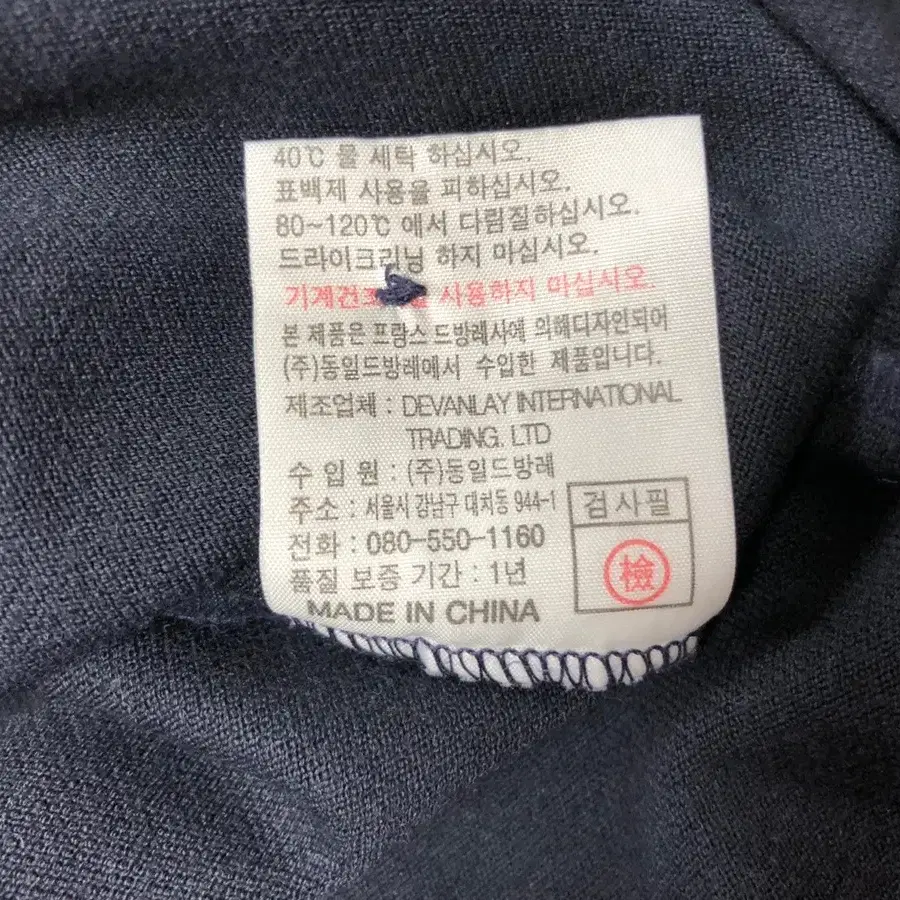 40℃ 물 세탁 하십시오.
표백제 사용을 피하십시오.
80~120℃ 에서 다림질하십시오.
드라이크리닝 하지 마십시오.
사용하지 마십시오.
본 제품은 프랑스 드방레사에 의해디자인되어
(주)동일드방레에서 수입한 제품입니다.
제조업체 : DEVANLAY INTERNATIONAL
TRADING. LTD
수 입 원 : (주)동일드방레
주소 : 서울시 강남구 대치동 944-1
전화 : 080-550-1160
품질 보증 기간 : 1년
MADE IN CHINA
검사필
檢